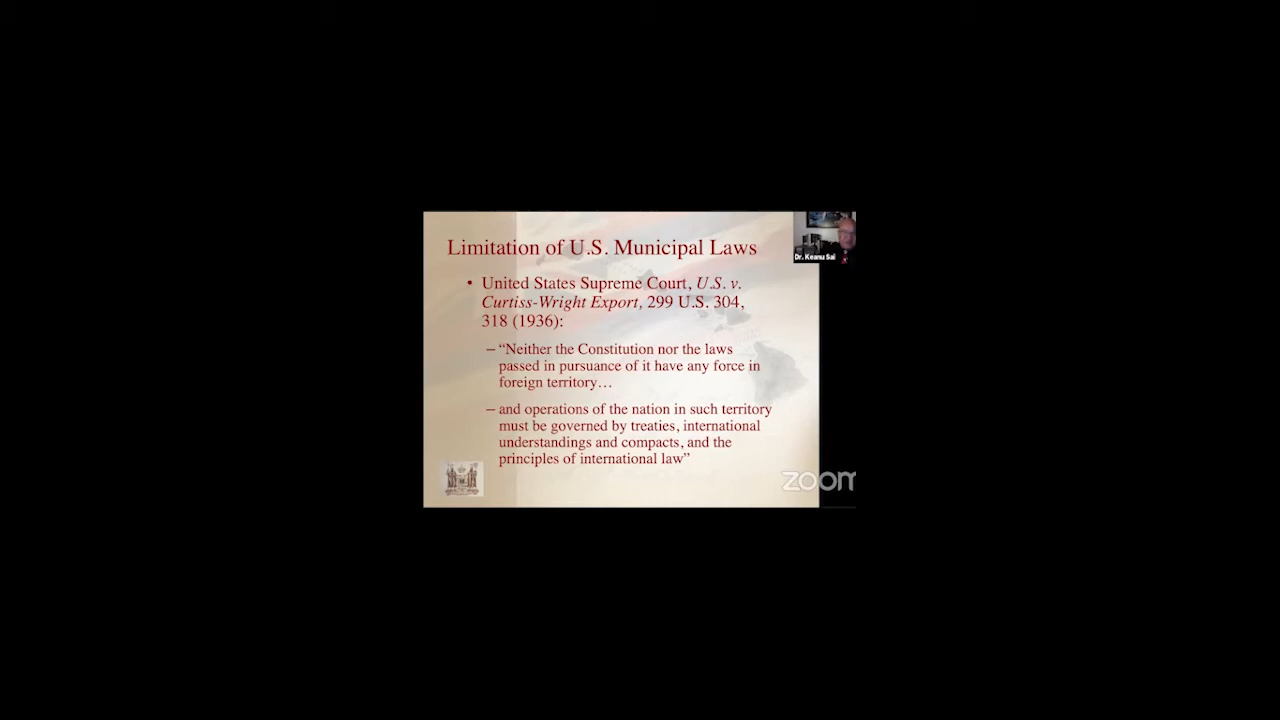 Limitation of U.S. Municipal Laws
• United States Supreme Court, U.S. v.
Curtiss-Wright Export, 299 U.S. 304,
318 (1936):
– “Neither the Constitution nor the laws
passed in pursuance of it have any force in
foreign territory…
– and operations of the nation in such territory
must be governed by treaties, international
understandings and compacts, and the
principles of international law”
Dr. Keanu Sai
zoom